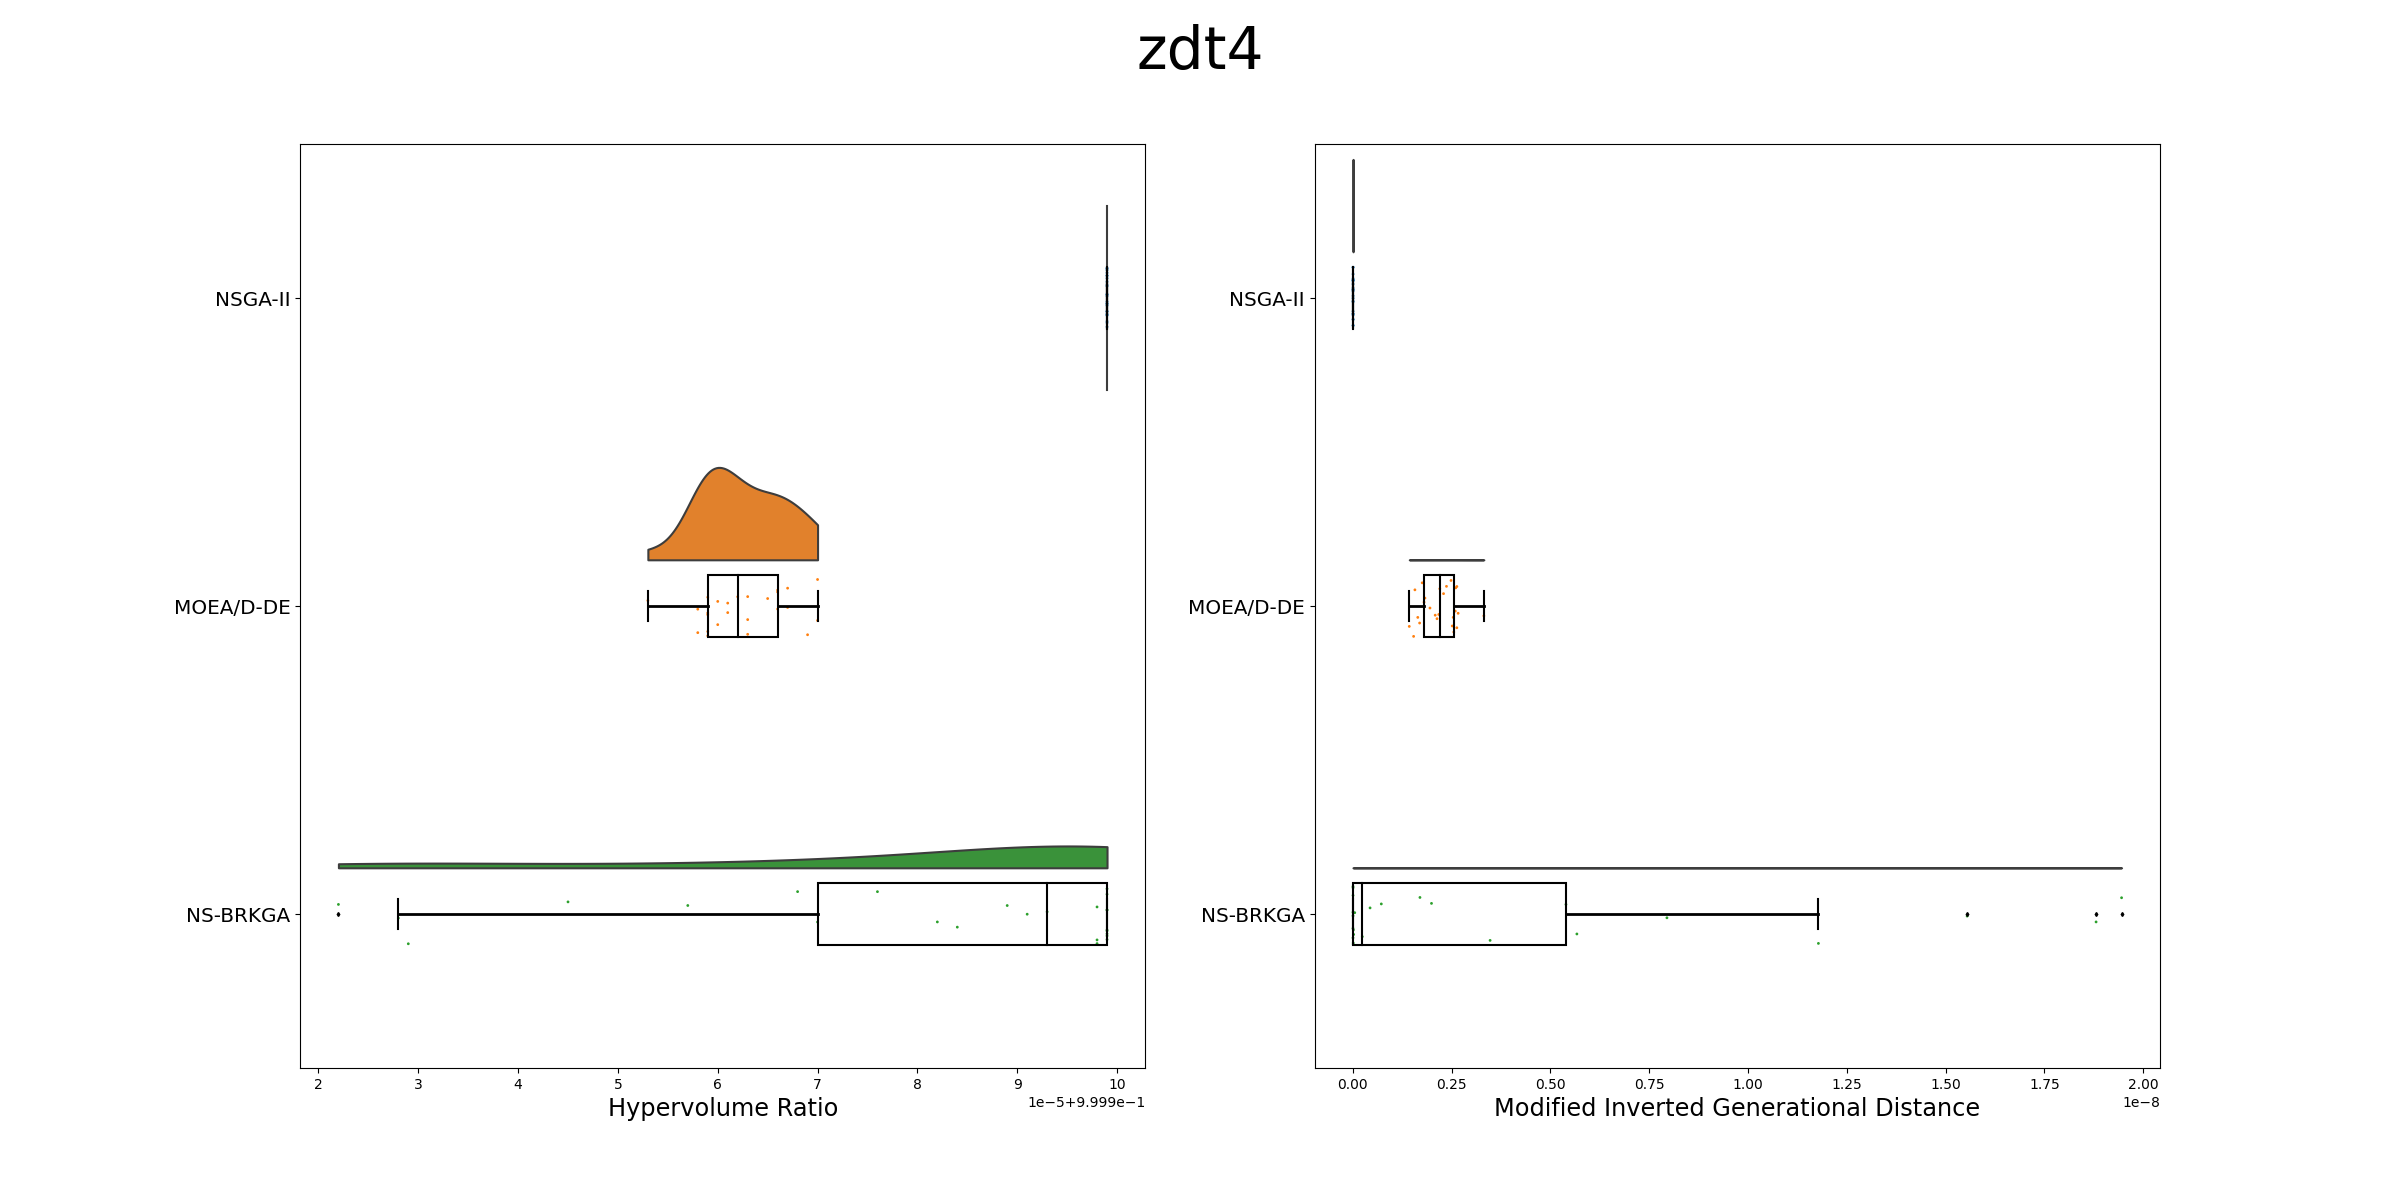 zdt4
NSGA-II
MOEA/D-DE
NS-BRKGA
2 3 4 5 6 7 8 9 10
1e−5+9.999e−1
Hypervolume Ratio
NSGA-II
MOEA/D-DE
NS-BRKGA
0.00 0.25 0.50 0.75 1.00 1.25 1.50 1.75 2.00
1e−8
Modified Inverted Generational Distance